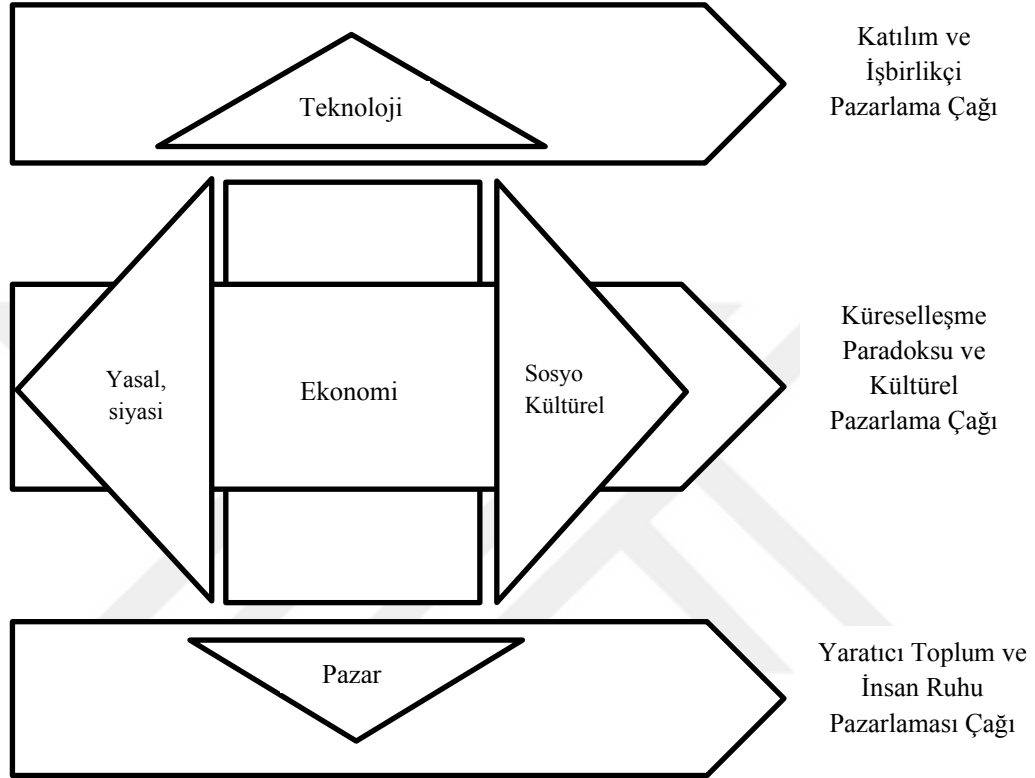 Teknoloji
Katılım ve
İşbirlikçi
Pazarlama Çağı
Yasal,
siyasi
Ekonomi
Sosyo
Kültürel
Küreselleşme
Paradoksu ve
Kültürel
Pazarlama Çağı
Pazar
Yaratıcı Toplum ve
İnsan Ruhu
Pazarlaması Çağı